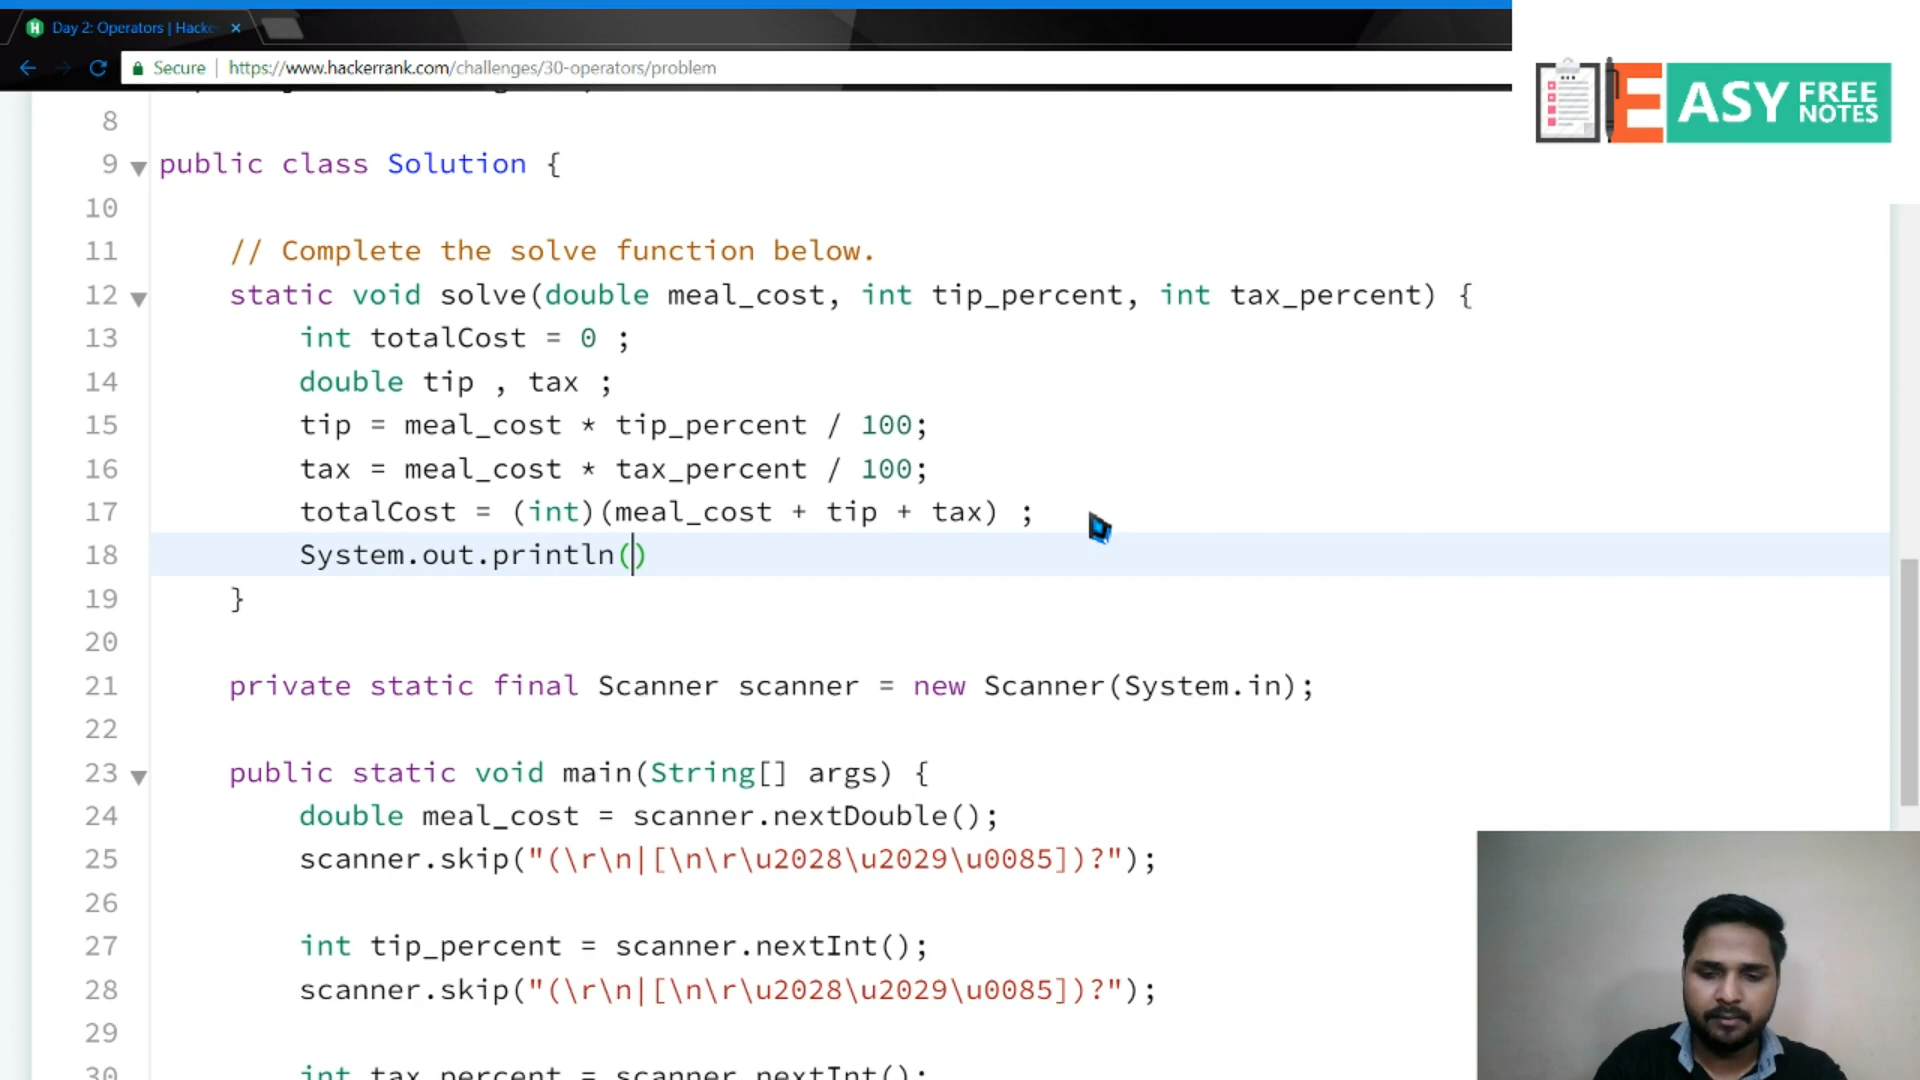 Day 2: Operators | Hacke
Secure | https://www.hackerrank.com/challenges/30-operators/problem
EASY FREE NOTES
8
9 public class Solution {
10
11 // Complete the solve function below.
12 static void solve(double meal_cost, int tip_percent, int tax_percent) {
13 int totalCost = 0 ;
14 double tip , tax ;
15 tip = meal_cost * tip_percent / 100;
16 tax = meal_cost * tax_percent / 100;
17 totalCost = (int)(meal_cost + tip + tax) ;
18 System.out.println()
19 }
20
21 private static final Scanner scanner = new Scanner(System.in);
22
23 public static void main(String[] args) {
24 double meal_cost = scanner.nextDouble();
25 scanner.skip("(\r\n|[\n\r\u2028\u2029\u0085])?");
26
27 int tip_percent = scanner.nextInt();
28 scanner.skip("(\r\n|[\n\r\u2028\u2029\u0085])?");
29
30 int tax_percent = scanner.nextInt();